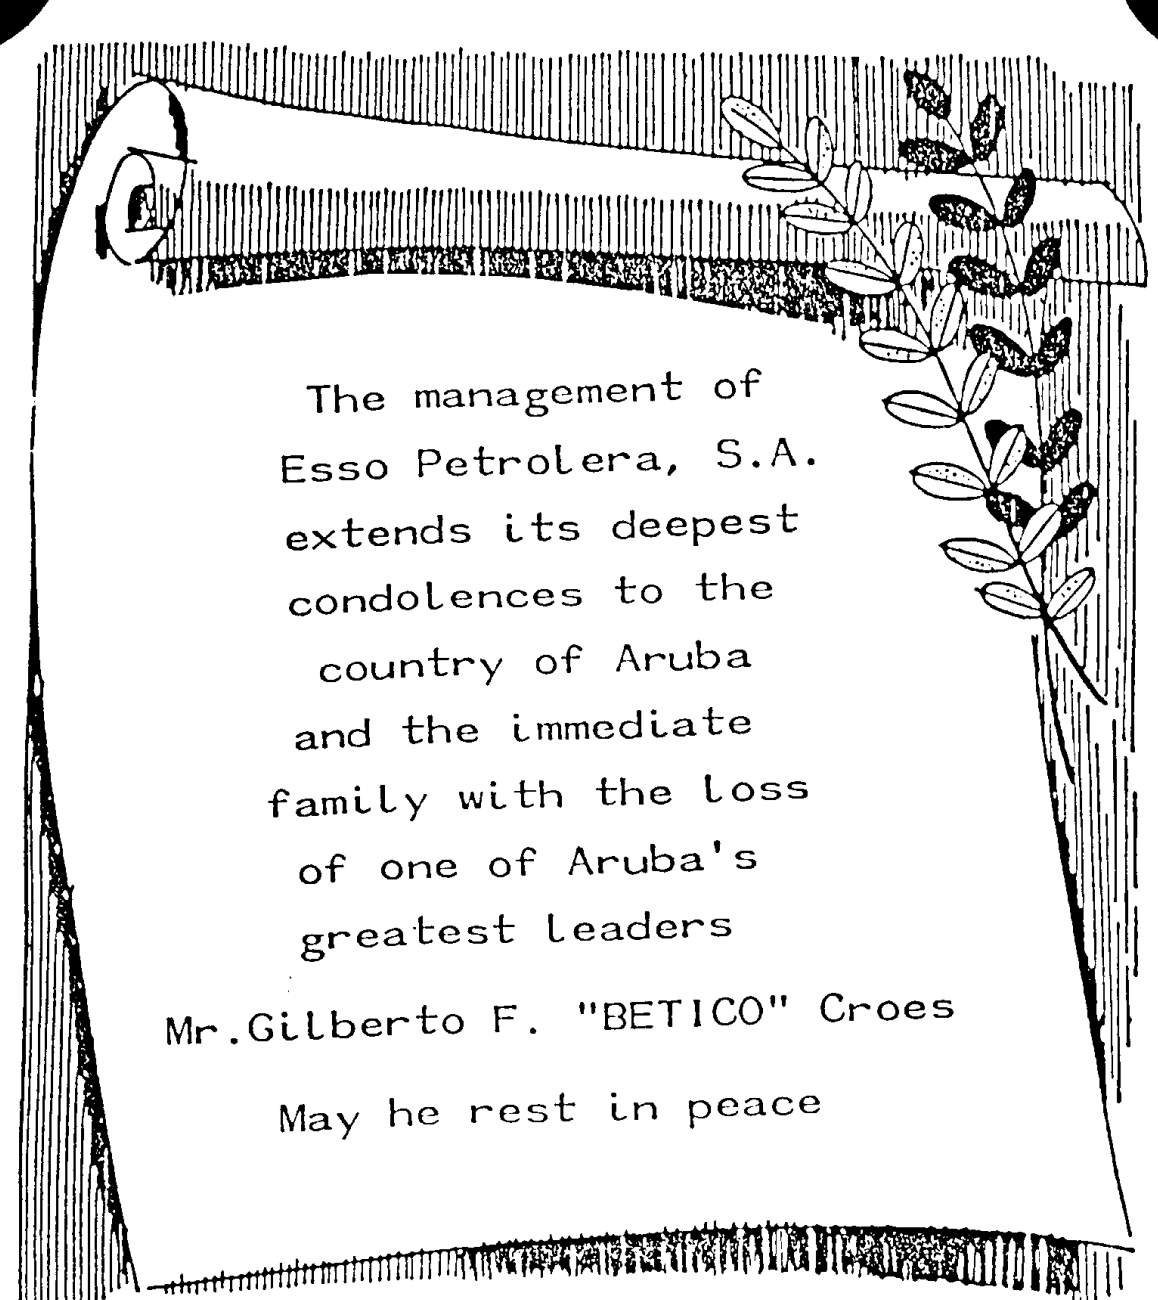 The management of
Esso Petrolera, S.A.
extends its deepest
condolences to the
country of Aruba
and the immediate
family with the loss
of one of Aruba's
greatest leaders
Mr.Gilberto F. "BETICO" Croes
May he rest in peace